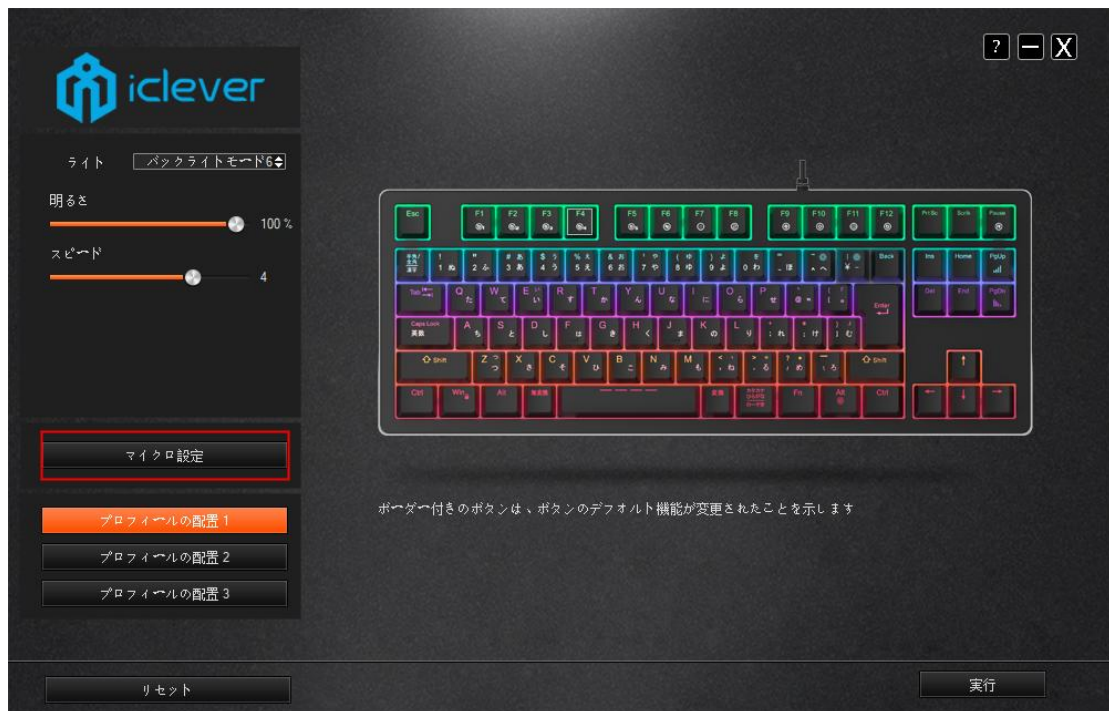 iclever
? X
ライト バックライトモード6
明るさ
100 %
スピード
4
マイクロ設定
プロフィールの配置 1
プロフィールの配置 2
プロフィールの配置 3
リセット
Esc F1 F2 F3 F4 F5 F6 F7 F8 F9 F10 F11 F12 Prt Sc Pause
Back Ins Home PgUp
Tab Q W E R T Y U I O P Enter Del End PgDn
Caps Lock 英数 A S D F G H J K L
Shift Z X C V B N M Shift
Ctrl Win Alt 無変換 変換 Fn Alt Ctrl
ボーダー付きのボタンは、ボタンのデフォルト機能が変更されたことを示します
実行